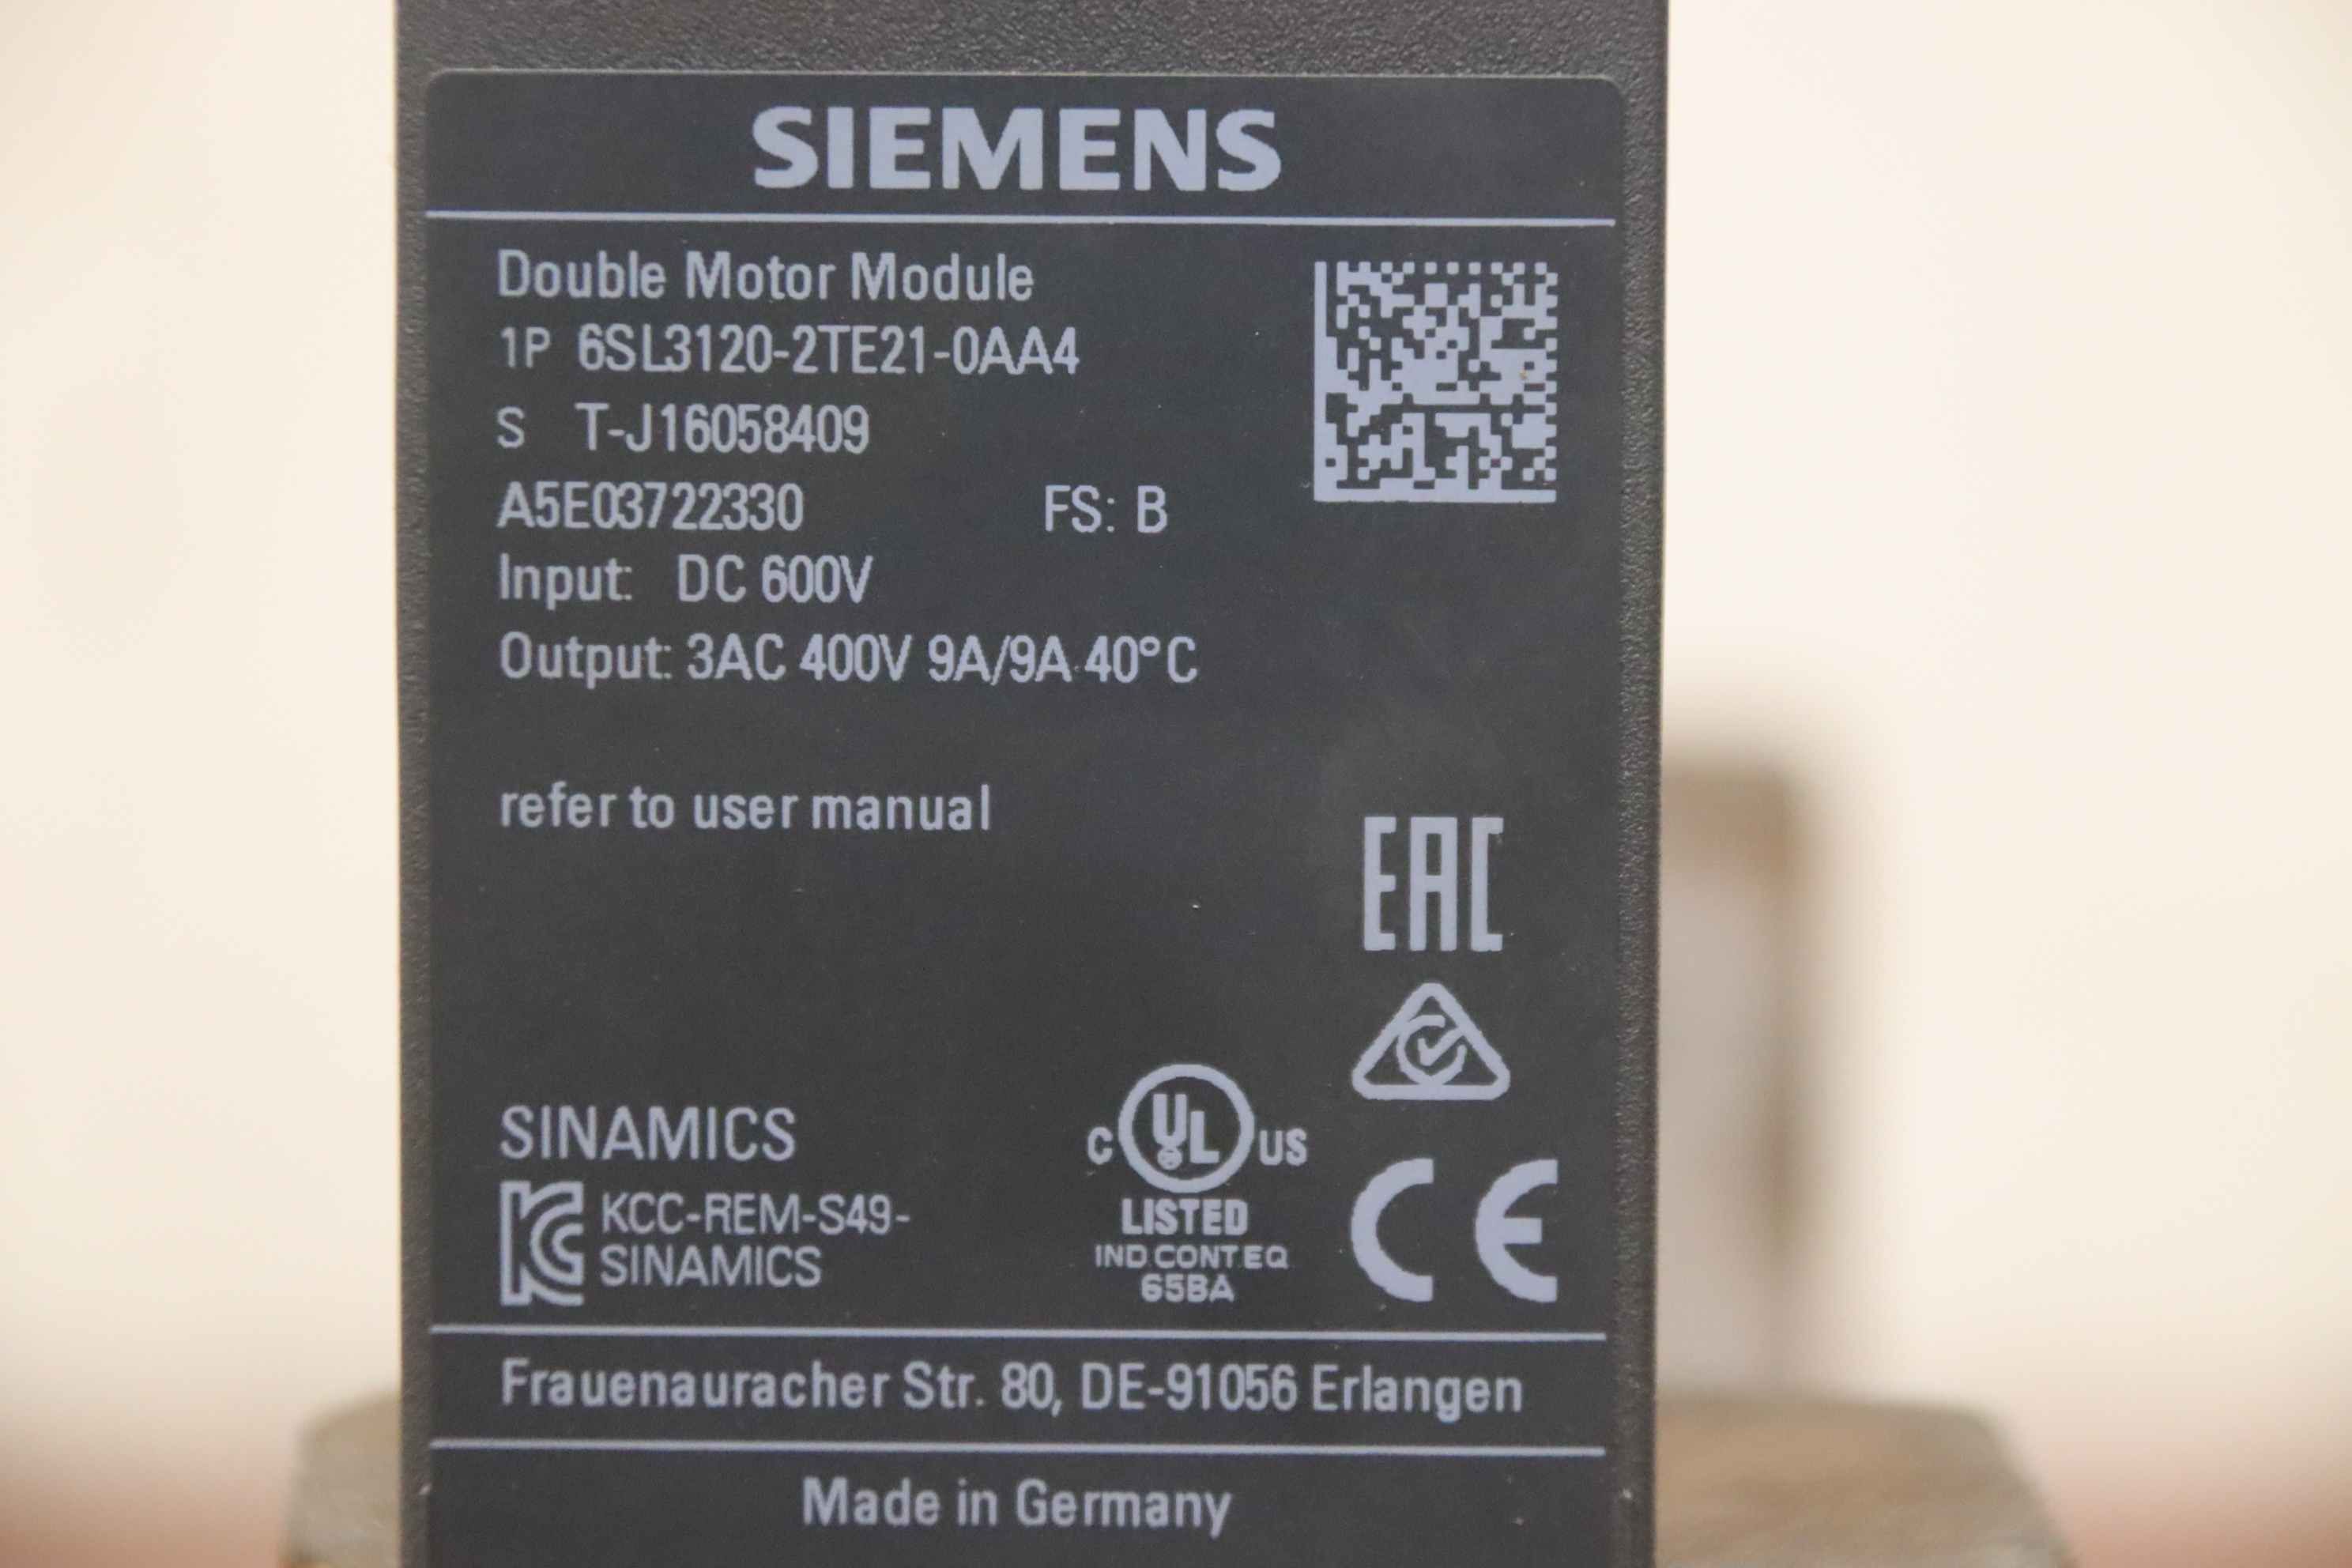 SIEMENS
Double Motor Module
1P 6SL3120-2TE21-0AA4
S T-J16058409
A5E03722330 FS: B
Input: DC 600V
Output: 3AC 400V 9A/9A 40°C
refer to user manual
EAC
SINAMICS
C UL US
LISTED
IND.CONT.EQ.
65BA
CE
KCC-REM-S49-
SINAMICS
Frauenauracher Str. 80, DE-91056 Erlangen
Made in Germany